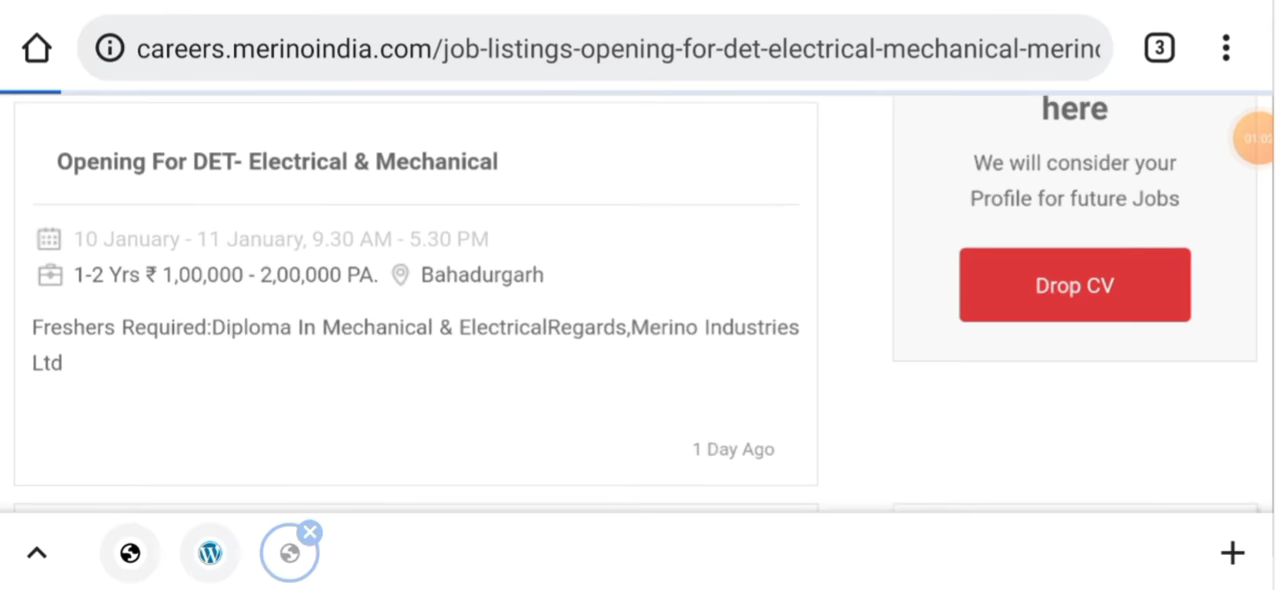 careers.merinoindia.com/job-listings-opening-for-det-electrical-mechanical-merino
3
here
We will consider your
Profile for future Jobs
Drop CV
01:02
Opening For DET- Electrical & Mechanical
10 January - 11 January, 9.30 AM - 5.30 PM
1-2 Yrs ₹ 1,00,000 - 2,00,000 PA. Bahadurgarh
Freshers Required:Diploma In Mechanical & ElectricalRegards,Merino Industries
Ltd
1 Day Ago